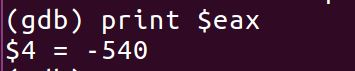 (gdb) print $eax
$4 = -540